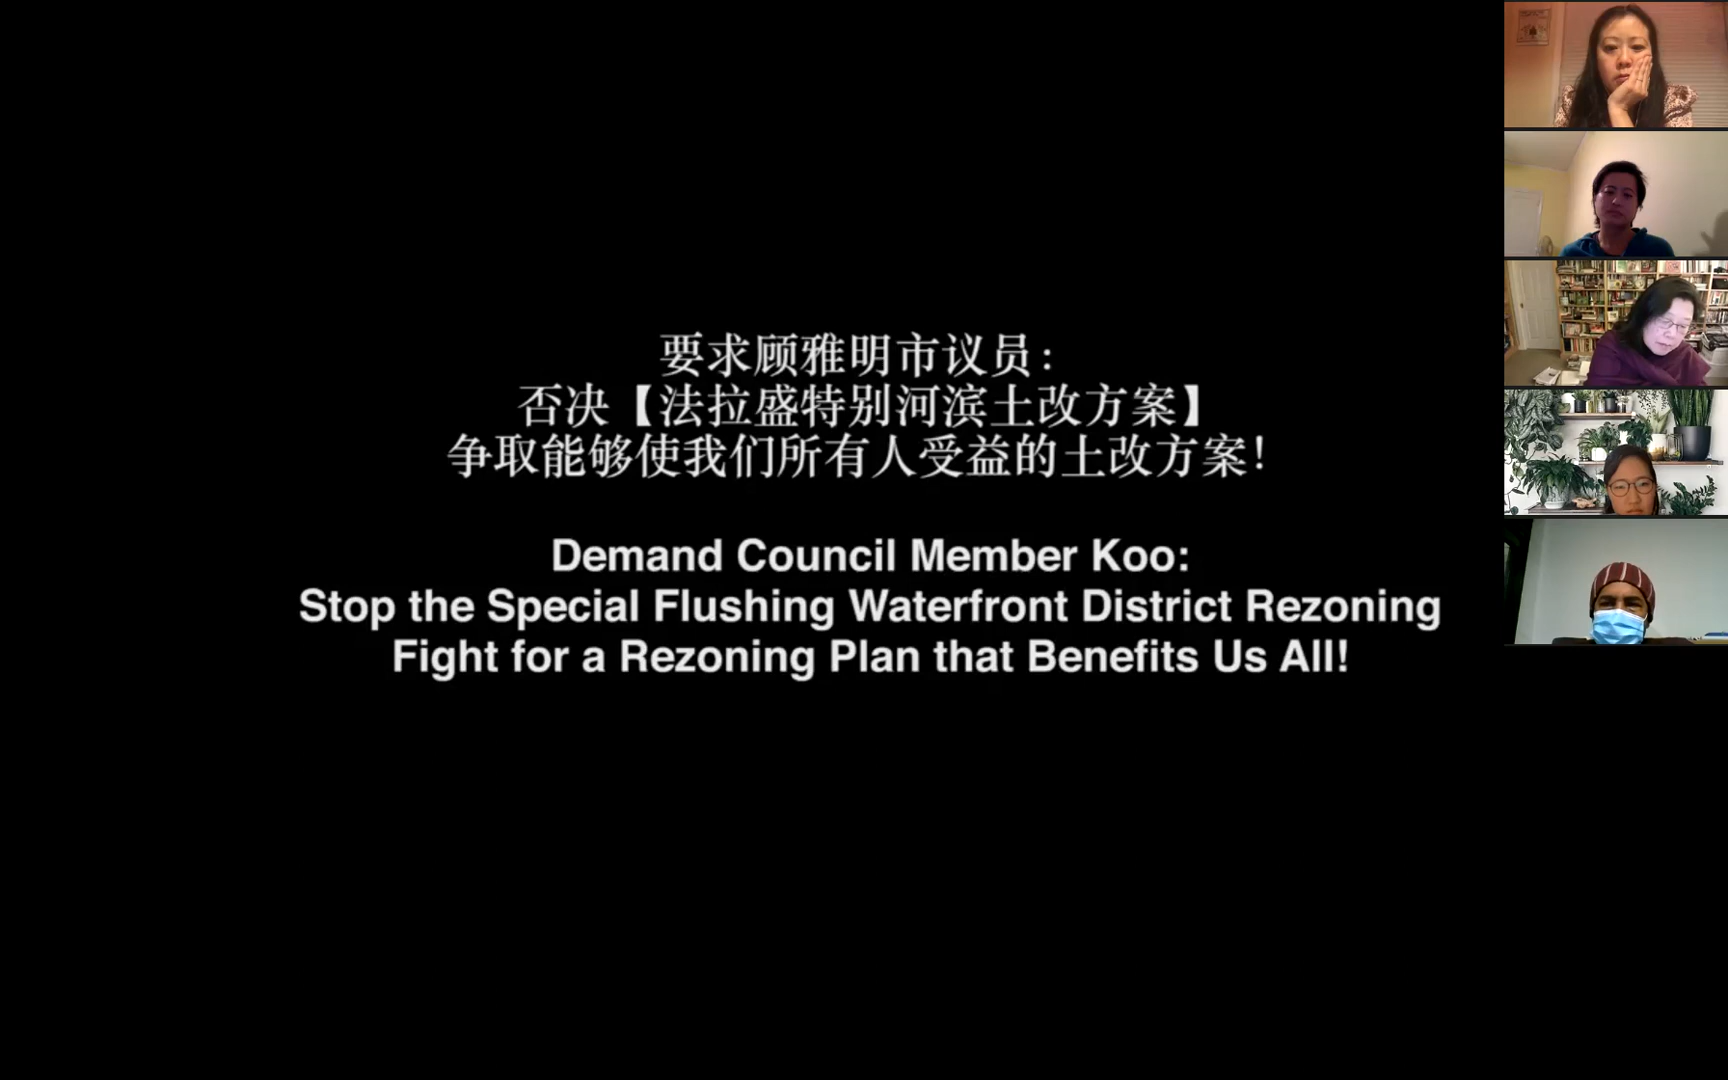 要求顾雅明市议员：
否决【法拉盛特别河滨土改方案】
争取能够使我们所有人受益的土改方案！
Demand Council Member Koo:
Stop the Special Flushing Waterfront District Rezoning
Fight for a Rezoning Plan that Benefits Us All!